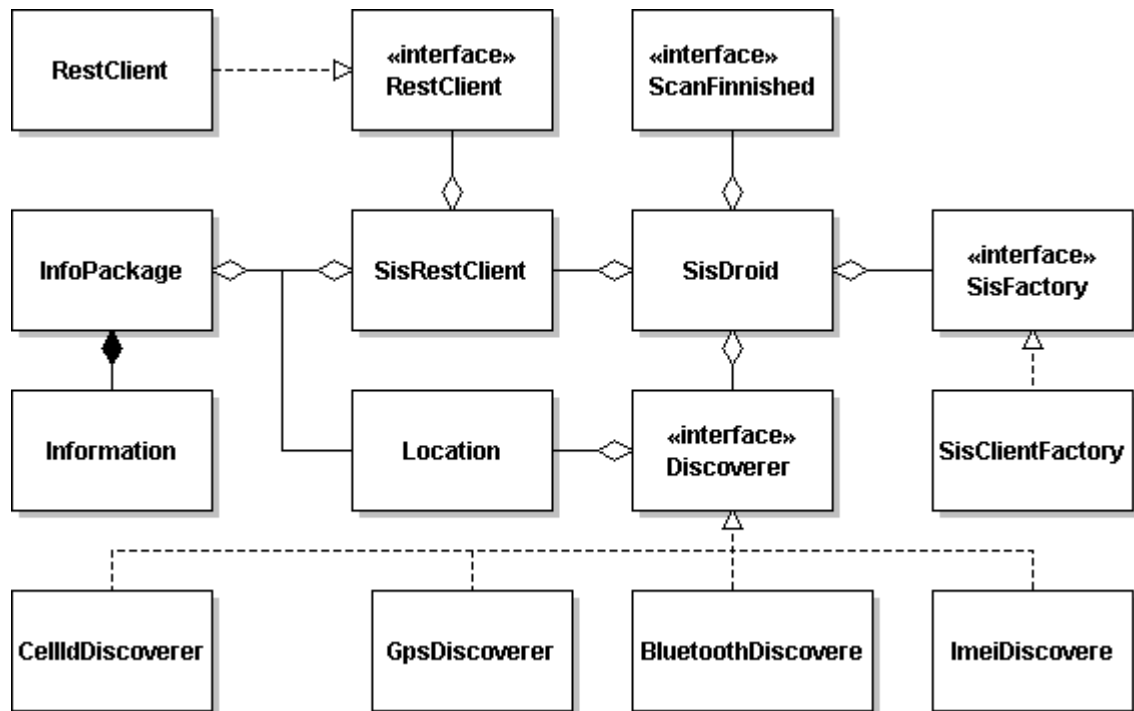 RestClient
«interface»
RestClient
«interface»
ScanFinnished
InfoPackage
SisRestClient
SisDroid
«interface»
SisFactory
Information
Location
«interface»
Discoverer
SisClientFactory
CellIdDiscoverer
GpsDiscoverer
BluetoothDiscovere
ImeiDiscovere